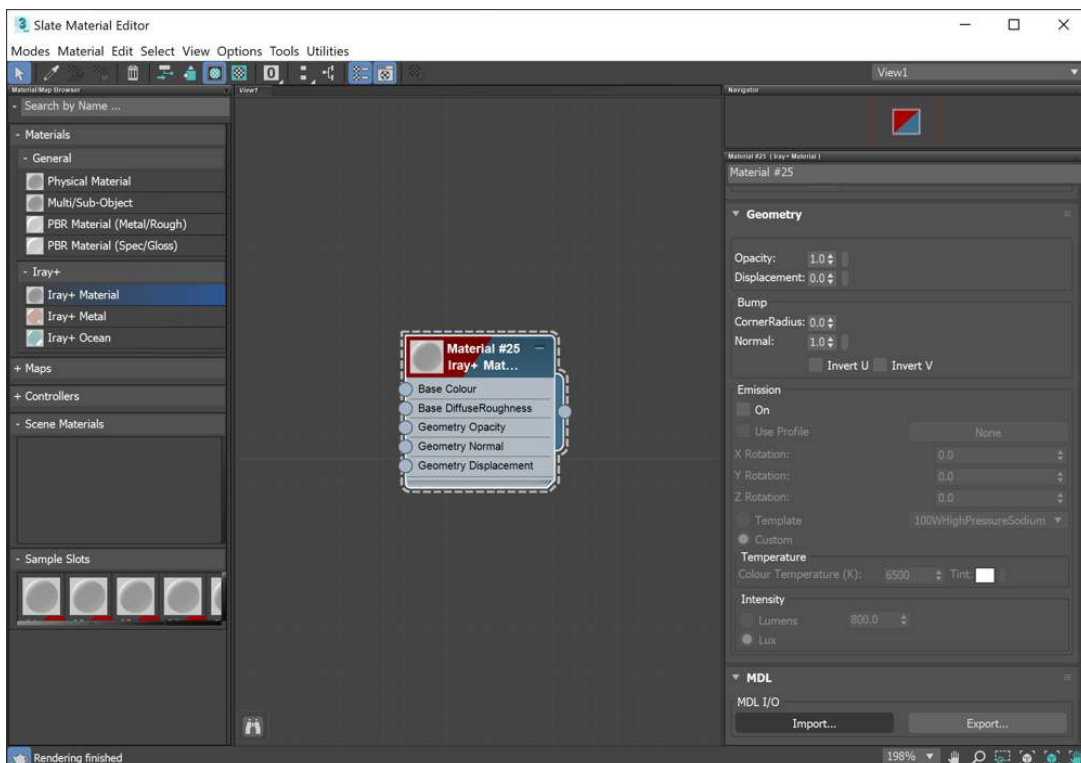 Slate Material Editor
Modes Material Edit Select View Options Tools Utilities
View1
Material/Map Browser
View1
Navigator
- Search by Name ...
- Materials
- General
Physical Material
Multi/Sub-Object
PBR Material (Metal/Rough)
PBR Material (Spec/Gloss)
- Iray+
Iray+ Material
Iray+ Metal
Iray+ Ocean
+ Maps
+ Controllers
- Scene Materials
- Sample Slots
Material #25
Iray+ Mat...
Base Colour
Base DiffuseRoughness
Geometry Opacity
Geometry Normal
Geometry Displacement
Material #25 ( Iray+ Material )
Material #25
Geometry
Opacity: 1.0
Displacement: 0.0
Bump
CornerRadius: 0.0
Normal: 1.0
Invert U Invert V
Emission
On
Use Profile None
X Rotation: 0.0
Y Rotation: 0.0
Z Rotation: 0.0
Template 100WHighPressureSodium
Custom
Temperature
Colour Temperature (K): 6500 Tint:
Intensity
Lumens 800.0
Lux
MDL
MDL I/O
Import... Export...
Rendering finished 198%